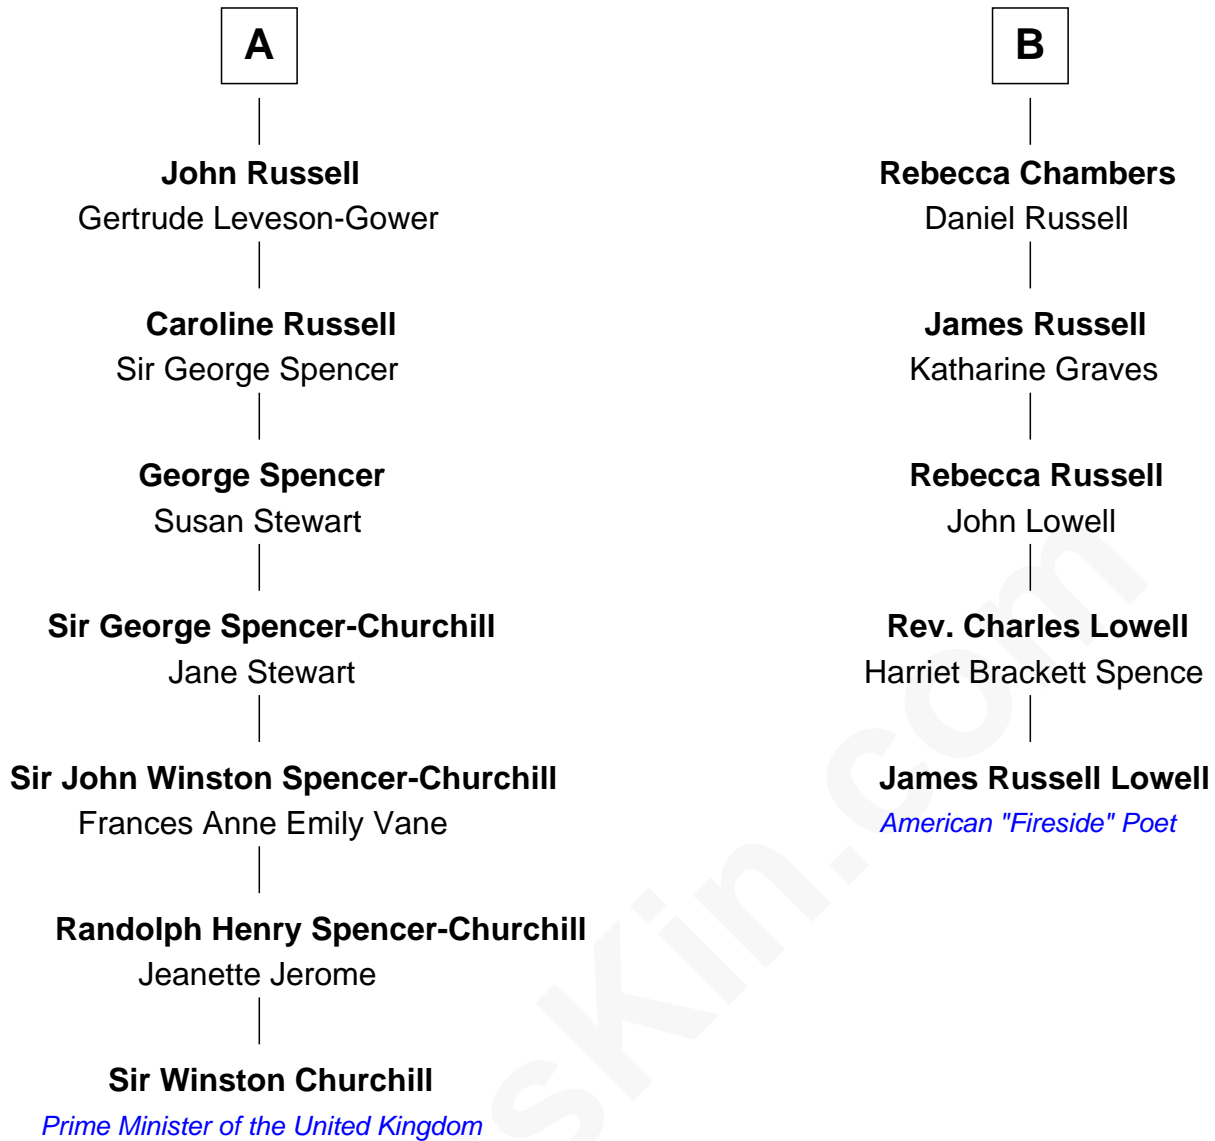 A
John Russell
Gertrude Leveson-Gower
Caroline Russell
Sir George Spencer
George Spencer
Susan Stewart
Sir George Spencer-Churchill
Jane Stewart
Sir John Winston Spencer-Churchill
Frances Anne Emily Vane
Randolph Henry Spencer-Churchill
Jeanette Jerome
Sir Winston Churchill
Prime Minister of the United Kingdom
B
Rebecca Chambers
Daniel Russell
James Russell
Katharine Graves
Rebecca Russell
John Lowell
Rev. Charles Lowell
Harriet Brackett Spence
James Russell Lowell
American "Fireside" Poet
sKin.com